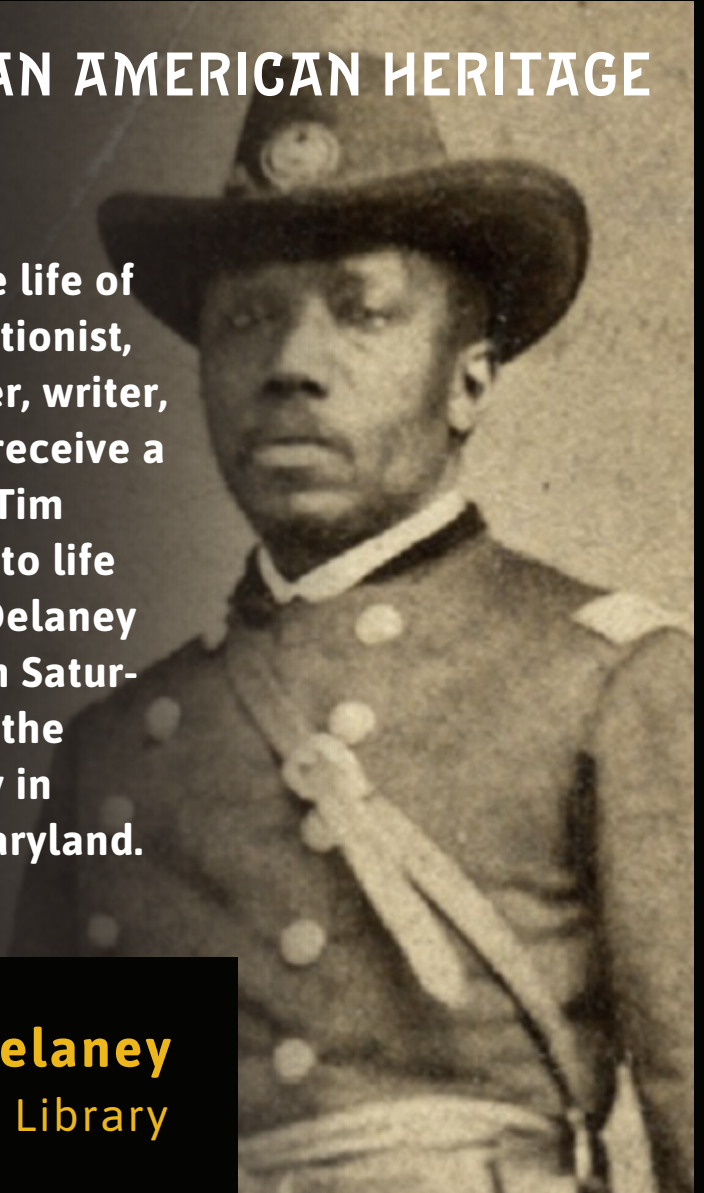 AN AMERICAN HERITAGE
e life of
tionist,
er, writer,
receive a
Tim
to life
Delaney
n Satur-
the
y in
aryland.
elaney
Library